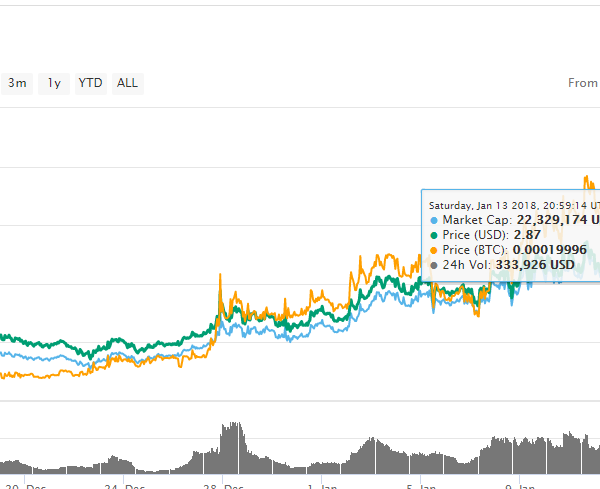 3m 1y YTD ALL From
Saturday, Jan 13 2018, 20:59:14 UT
Market Cap: 22,329,174 U
Price (USD): 2.87
Price (BTC): 0.00019996
24h Vol: 333,926 USD
20. Dec 24. Dec 28. Dec 1. Jan 5. Jan 9. Jan